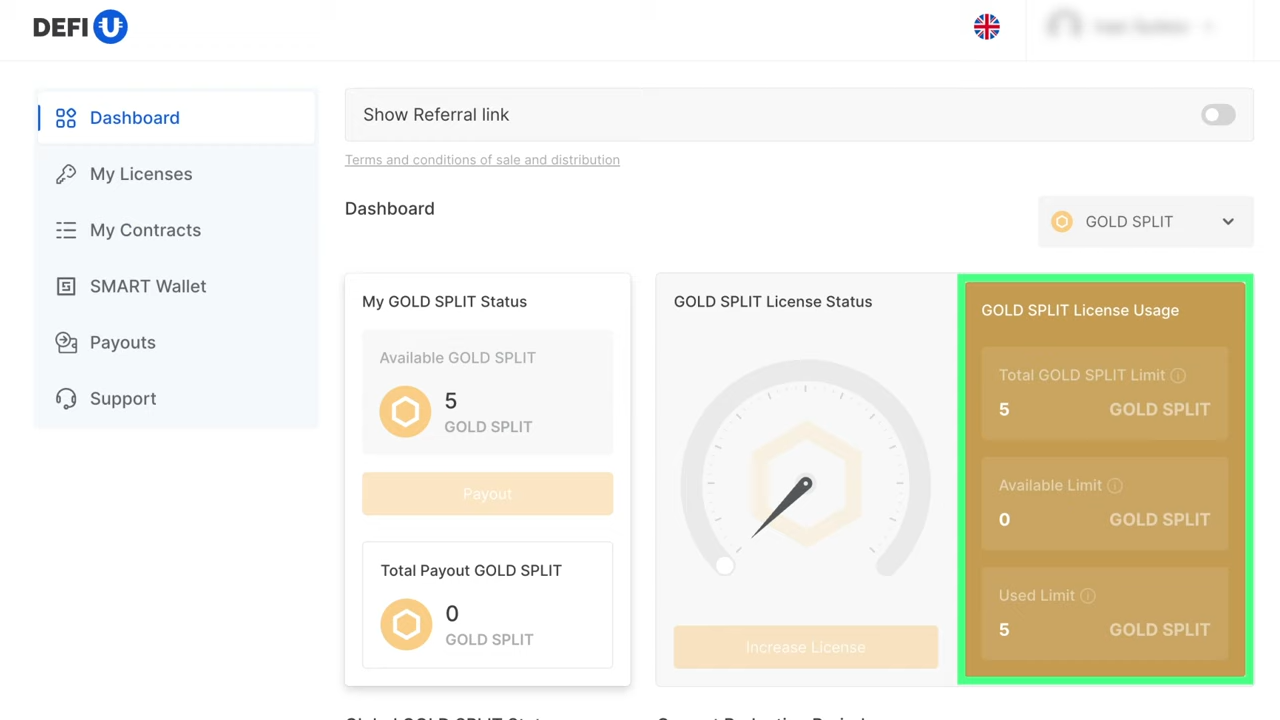 DEFI U
Show Referral link
Terms and conditions of sale and distribution
Dashboard
My Licenses
My Contracts
SMART Wallet
Payouts
Support
Dashboard
GOLD SPLIT
My GOLD SPLIT Status
Available GOLD SPLIT
5
GOLD SPLIT
Payout
Total Payout GOLD SPLIT
0
GOLD SPLIT
GOLD SPLIT License Status
Increase License
GOLD SPLIT License Usage
Total GOLD SPLIT Limit
5 GOLD SPLIT
Available Limit
0 GOLD SPLIT
Used Limit
5 GOLD SPLIT